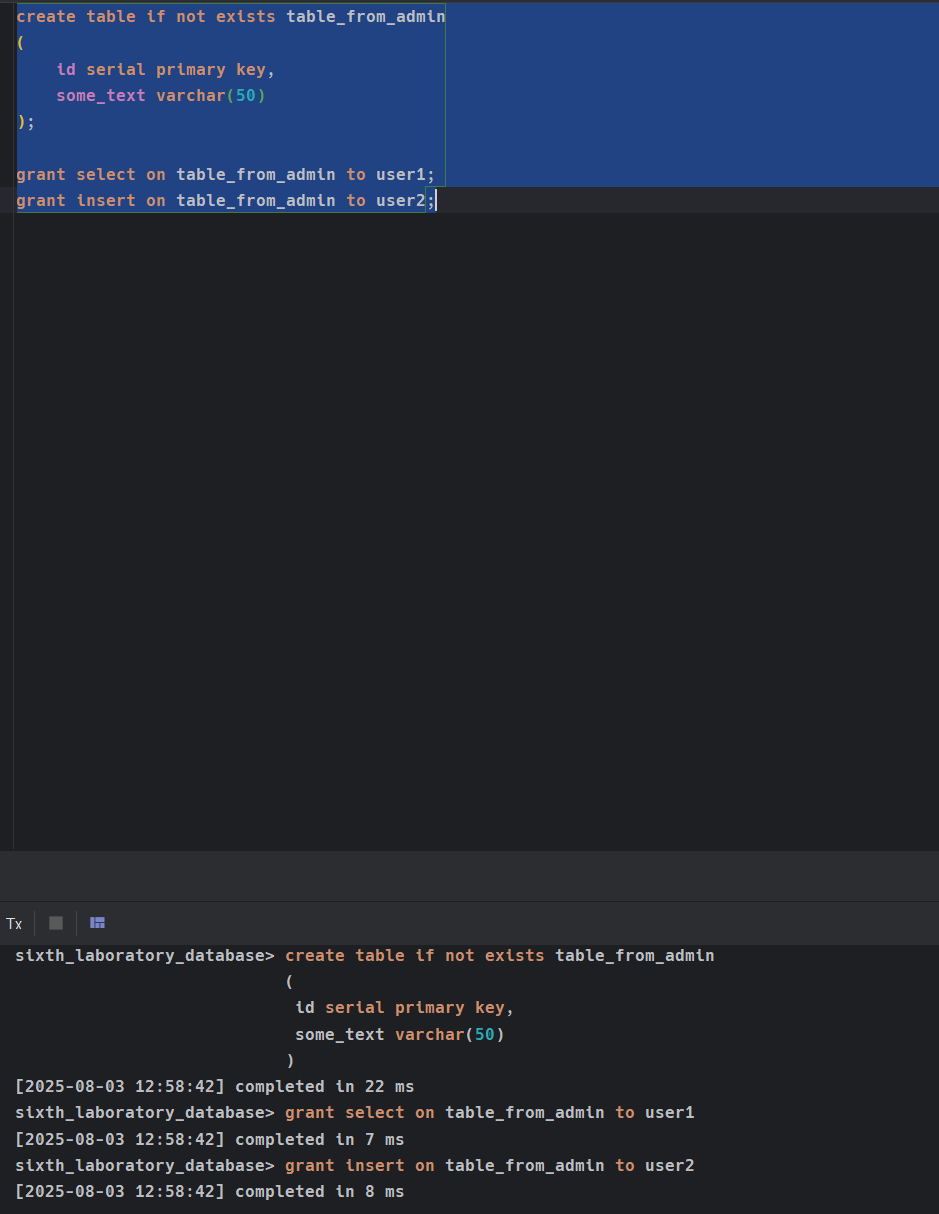 create table if not exists table_from_admin
(
    id serial primary key,
    some_text varchar(50)
);
grant select on table_from_admin to user1;
grant insert on table_from_admin to user2;
Tx
sixth_laboratory_database> create table if not exists table_from_admin
(
id serial primary key,
some_text varchar(50)
)
[2025-08-03 12:58:42] completed in 22 ms
sixth_laboratory_database> grant select on table_from_admin to user1
[2025-08-03 12:58:42] completed in 7 ms
sixth_laboratory_database> grant insert on table_from_admin to user2
[2025-08-03 12:58:42] completed in 8 ms